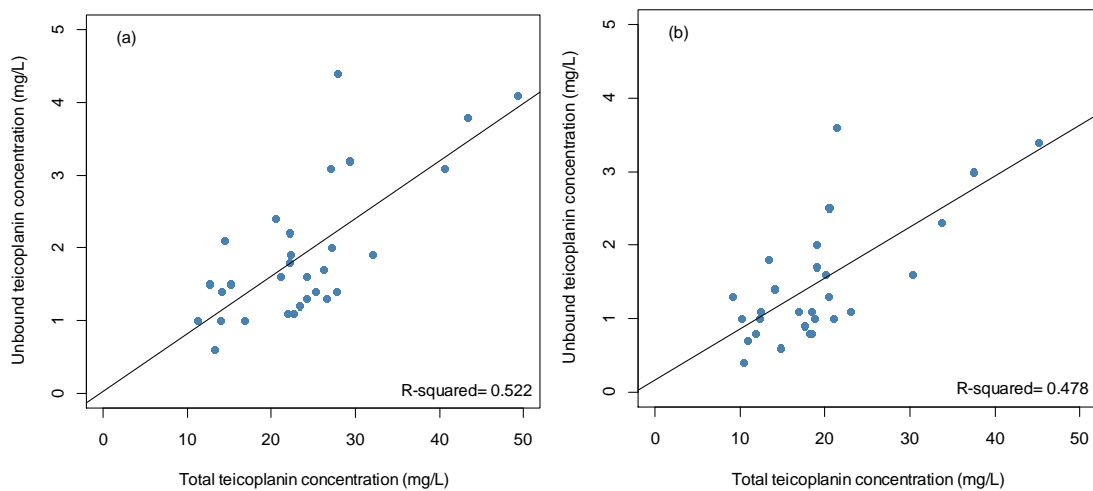 (a)
Unbound teicoplanin concentration (mg/L)
5
4
3
2
1
0
R-squared= 0.522
0 10 20 30 40 50
Total teicoplanin concentration (mg/L)
(b)
Unbound teicoplanin concentration (mg/L)
5
4
3
2
1
0
R-squared= 0.478
0 10 20 30 40 50
Total teicoplanin concentration (mg/L)